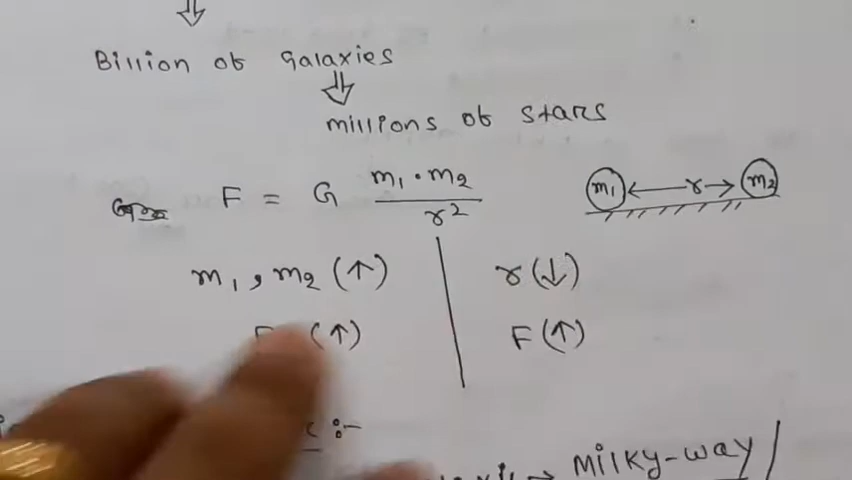 Billion of Galaxies
⇓
millions of stars
F = G m₁ · m₂ / r²
m₁ ← r → m₂
m₁, m₂ (↑)
r (↓)
F (↑)
F (↑)
:-
→ Milky-way /